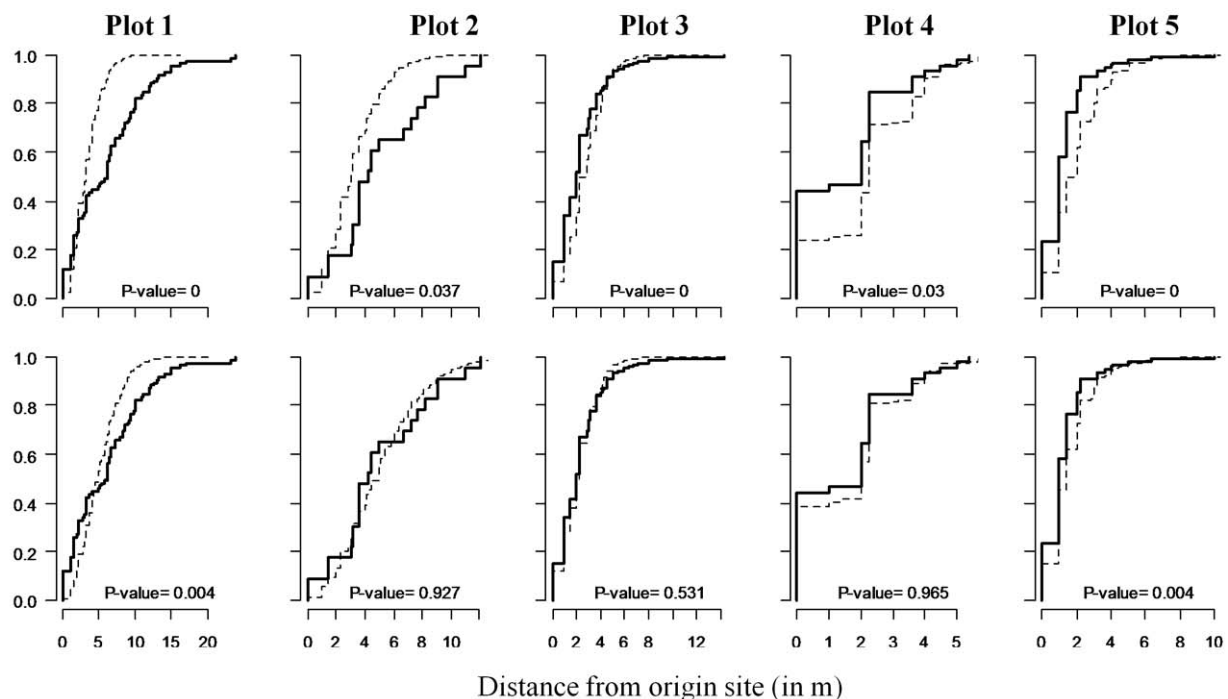 Plot 1 Plot 2 Plot 3 Plot 4 Plot 5
1.0
0.8
0.6
0.4
0.2
0.0
P-value= 0 P-value= 0.037 P-value= 0 P-value= 0.03 P-value= 0
1.0
0.8
0.6
0.4
0.2
0.0
P-value= 0.004 P-value= 0.927 P-value= 0.531 P-value= 0.965 P-value= 0.004
0 5 10 15 20 0 2 4 6 8 10 0 2 4 6 8 12 0 1 2 3 4 5 0 2 4 6 8 10
Distance from origin site (in m)